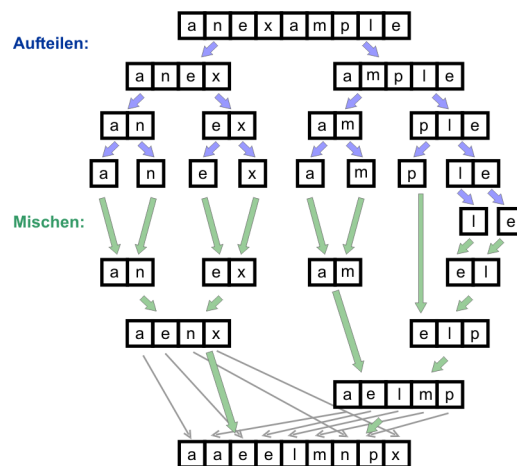 a n e x a m p l e
Aufteilen:
a n e x a m p l e
a n e x a m p l e
a n e x a m p l e
Mischen: l e
a n e x a m e l
a e n x e l p
a e l m p
a a e e l m n p x